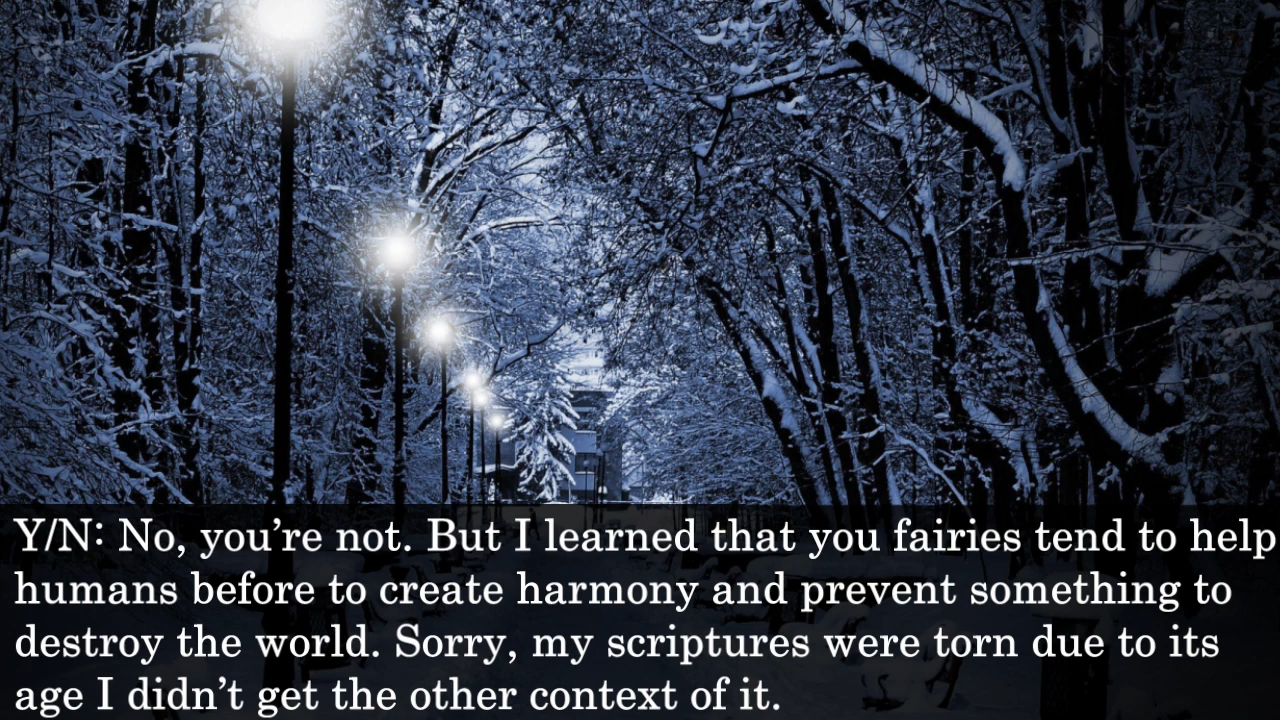 Y/N: No, you’re not. But I learned that you fairies tend to help
humans before to create harmony and prevent something to
destroy the world. Sorry, my scriptures were torn due to its
age I didn’t get the other context of it.